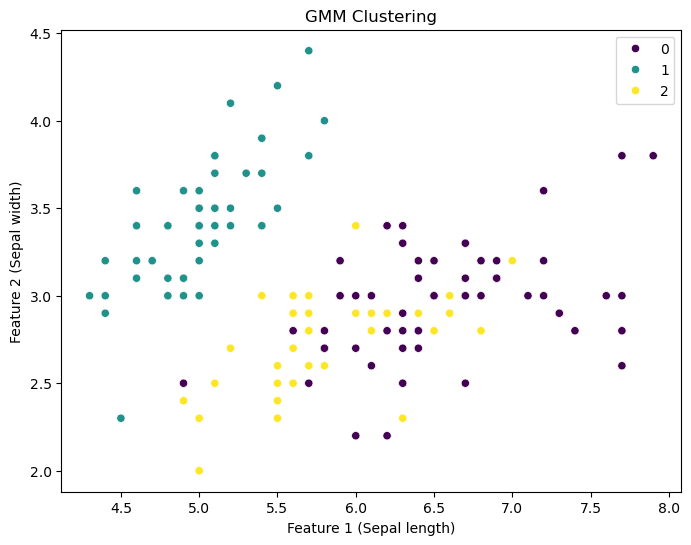 GMM Clustering
0
1
2
4.5
4.0
3.5
3.0
2.5
2.0
Feature 2 (Sepal width)
4.5 5.0 5.5 6.0 6.5 7.0 7.5 8.0
Feature 1 (Sepal length)